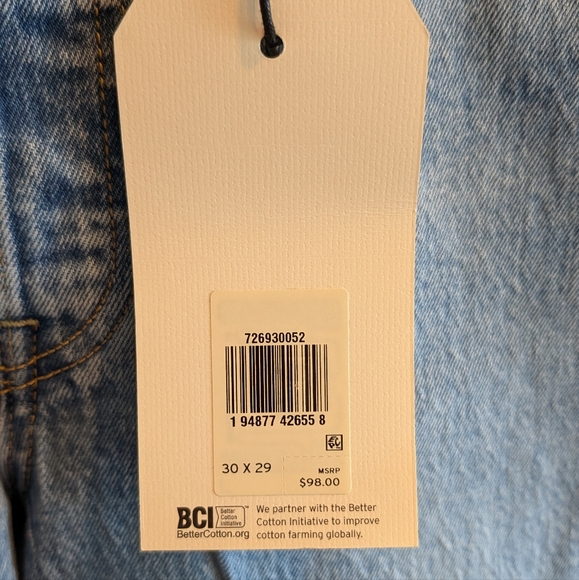 726930052
1 94877 42655 8
30 X 29
MSRP
$98.00
BCI Better Cotton Initiative™
BetterCotton.org
We partner with the Better
Cotton Initiative to improve
cotton farming globally.